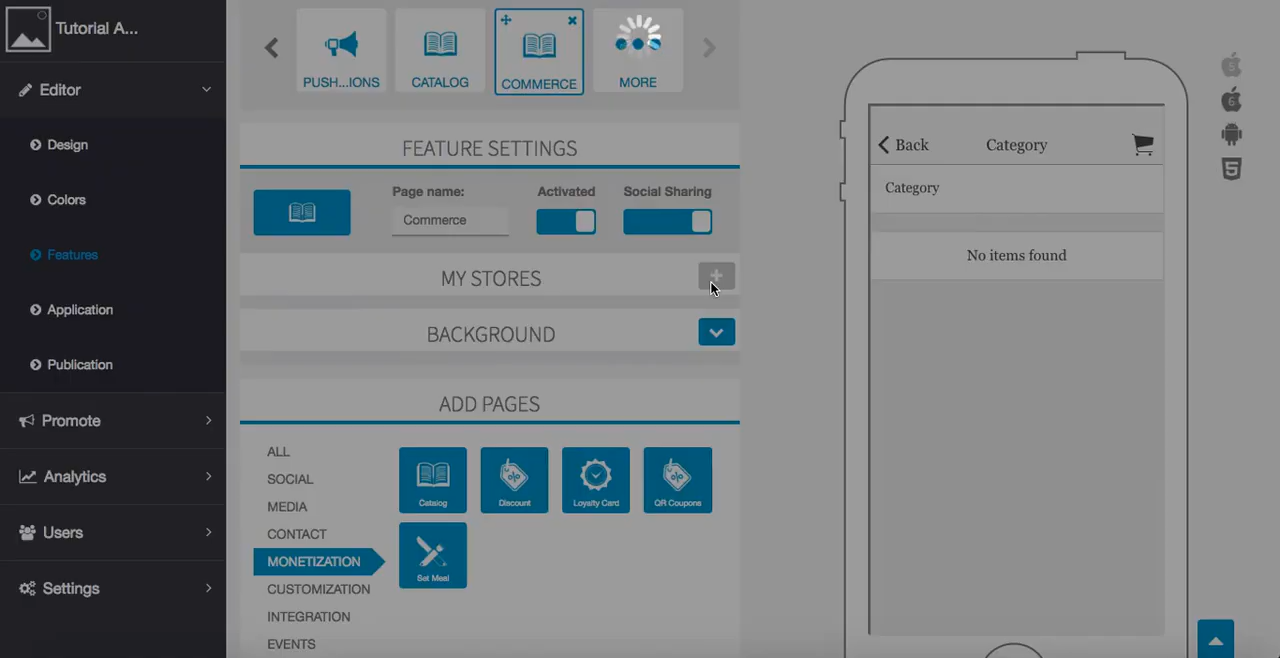 Tutorial A...
Editor
Design
Colors
Features
Application
Publication
Promote
Analytics
Users
Settings
PUSH...IONS
CATALOG
COMMERCE
MORE
FEATURE SETTINGS
Page name:
Activated
Social Sharing
Commerce
MY STORES
BACKGROUND
ADD PAGES
ALL
SOCIAL
MEDIA
CONTACT
MONETIZATION
CUSTOMIZATION
INTEGRATION
EVENTS
Catalog
Discount
Loyalty Card
QR Coupons
Set Meal
Back
Category
Category
No items found